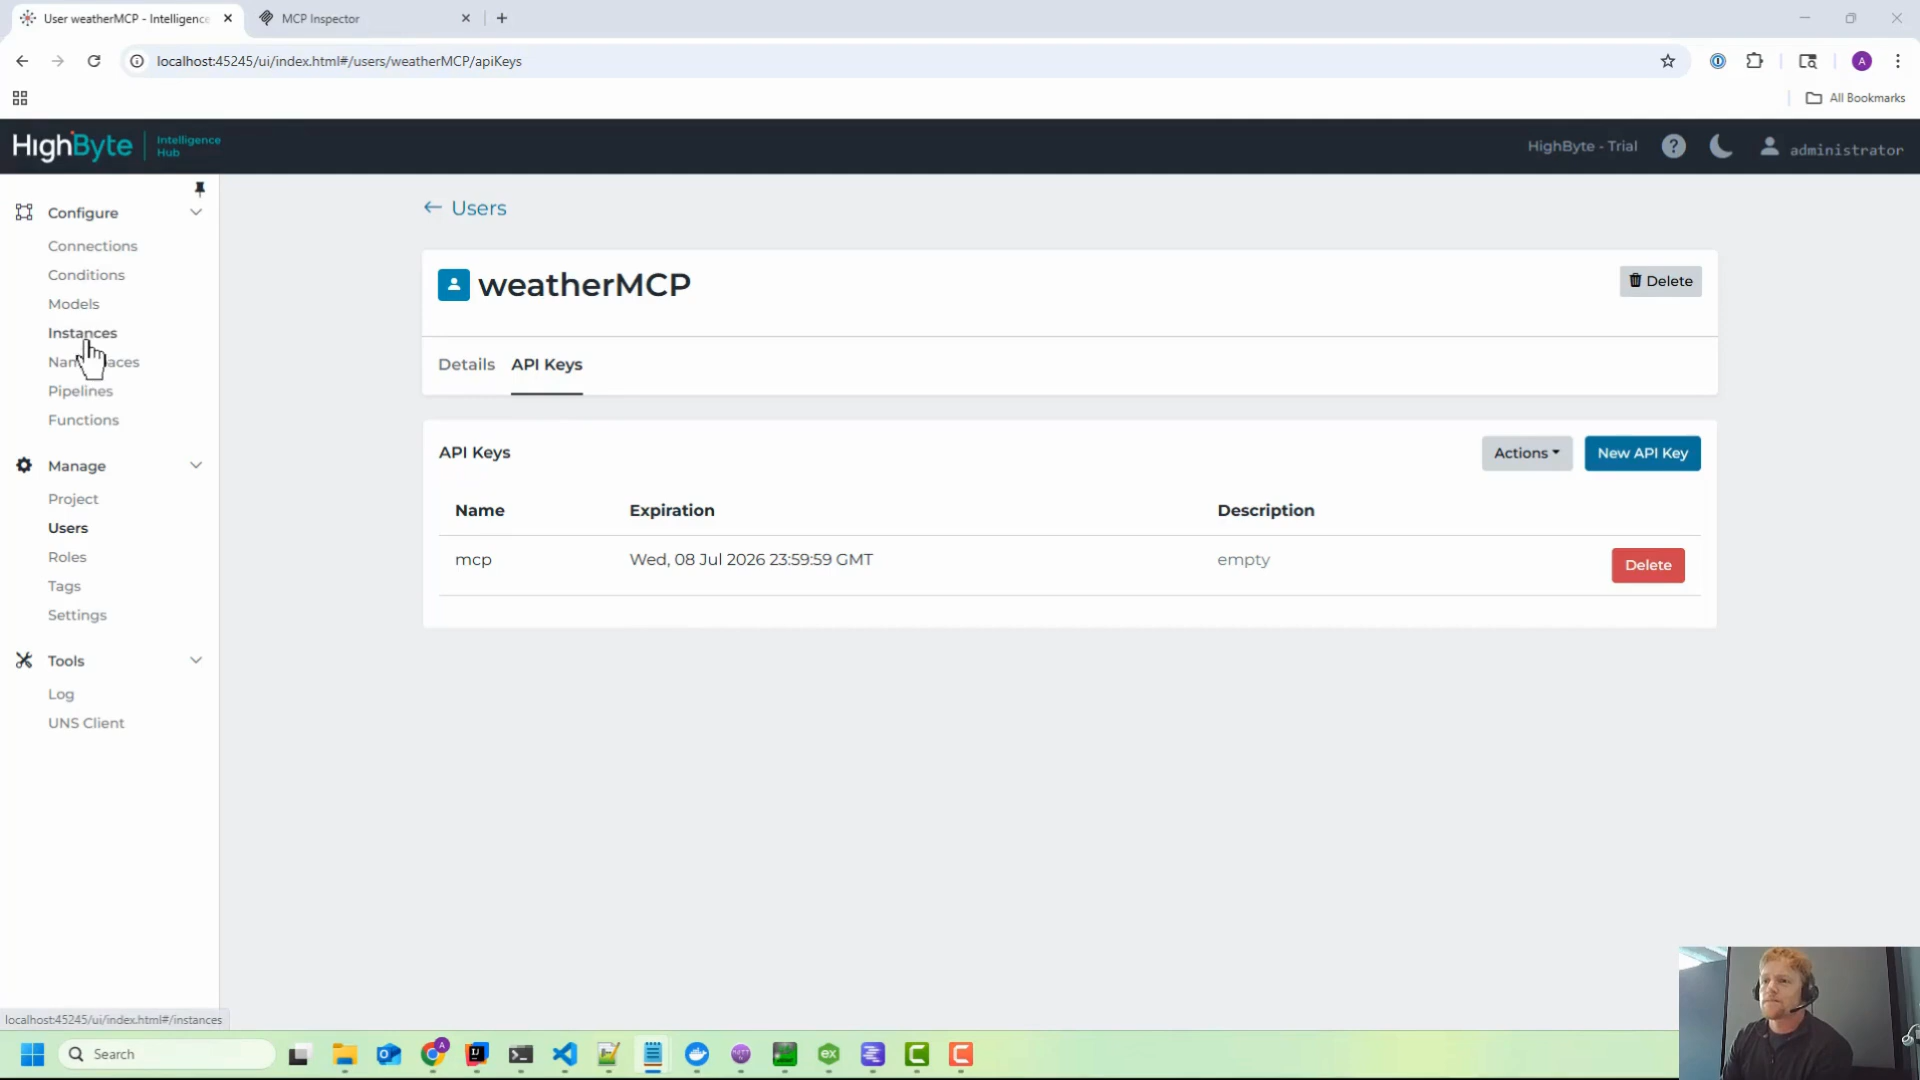 User weatherMCP - Intelligence
MCP Inspector
localhost:45245/ui/index.html#/users/weatherMCP/apiKeys
A
All Bookmarks
HighByte
Intelligence
Hub
HighByte - Trial
administrator
Configure
Connections
Conditions
Models
Instances
Pipelines
Functions
Manage
Project
Users
Roles
Tags
Settings
Tools
Log
UNS Client
← Users
weatherMCP
Delete
Details
API Keys
API Keys
Actions
New API Key
Name
Expiration
Description
mcp
Wed, 08 Jul 2026 23:59:59 GMT
empty
Delete
localhost:45245/ui/index.html#/instances
Search